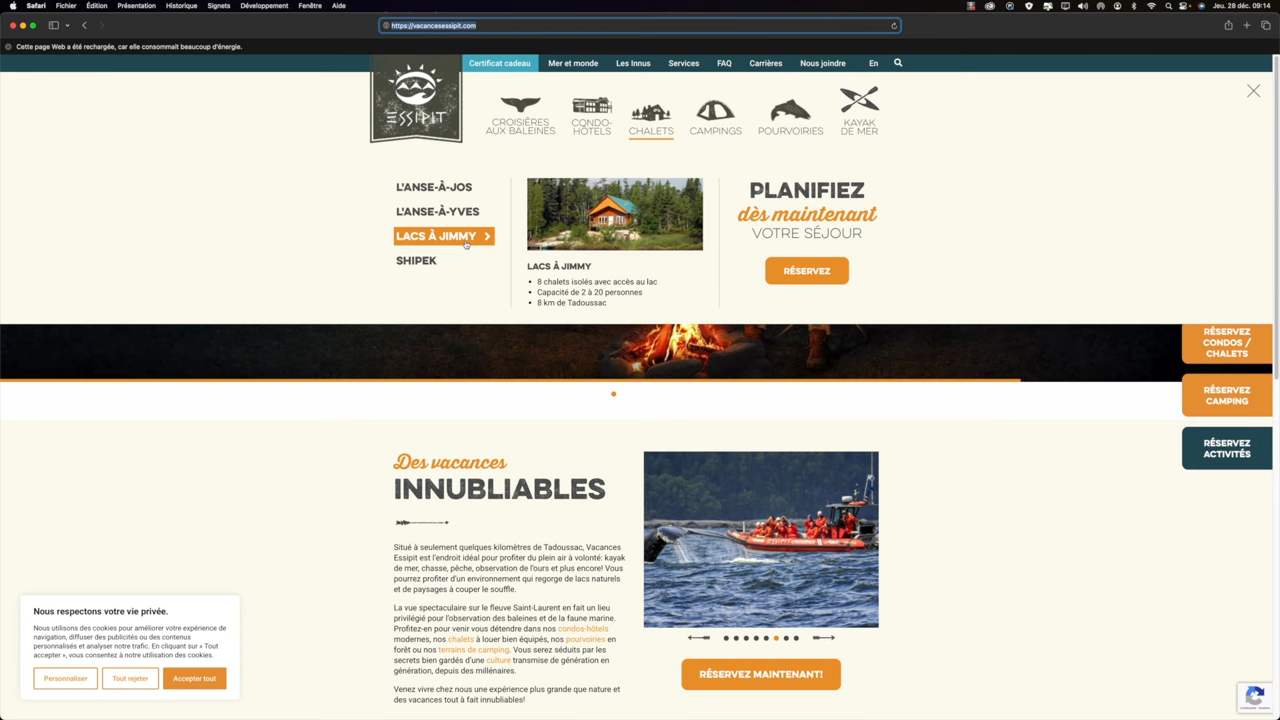 Safari Fichier Édition Présentation Historique Signets Développement Fenêtre Aide Jeu. 28 déc. 09:14
https://vacancesessipit.com
Cette page Web a été rechargée, car elle consommait beaucoup d'énergie.
Certificat cadeau Mer et monde Les Innus Services FAQ Carrières Nous joindre En
ESSIPIT
CROISIÈRES
AUX BALEINES
CONDO-
HÔTELS
CHALETS
CAMPINGS
POURVOIRIES
KAYAK
DE MER
L'ANSE-À-JOS
L'ANSE-À-YVES
LACS À JIMMY
SHIPEK
LACS À JIMMY
• 8 chalets isolés avec accès au lac
• Capacité de 2 à 20 personnes
• 8 km de Tadoussac
PLANIFIEZ
dès maintenant
VOTRE SÉJOUR
RÉSERVEZ
RÉSERVEZ
CONDOS /
CHALETS
RÉSERVEZ
CAMPING
RÉSERVEZ
ACTIVITÉS
Des vacances
INNUBLIABLES
Situé à seulement quelques kilomètres de Tadoussac, Vacances
Essipit est l'endroit idéal pour profiter du plein air à volonté: kayak
de mer, chasse, pêche, observation de l'ours et plus encore! Vous
pourrez profiter d'un environnement qui regorge de lacs naturels
et de paysages à couper le souffle.
La vue spectaculaire sur le fleuve Saint-Laurent en fait un lieu
privilégié pour l'observation des baleines et de la faune marine.
Profitez-en pour venir vous détendre dans nos condos-hôtels
modernes, nos chalets à louer bien équipés, nos pourvoiries en
forêt ou nos terrains de camping. Vous serez séduits par les
secrets bien gardés d'une culture transmise de génération en
génération, depuis des millénaires.
Venez vivre chez nous une expérience plus grande que nature et
des vacances tout à fait innubliables!
RÉSERVEZ MAINTENANT!
Nous respectons votre vie privée.
Nous utilisons des cookies pour améliorer votre expérience de
navigation, diffuser des publicités ou des contenus
personnalisés et analyser notre trafic. En cliquant sur « Tout
accepter », vous consentez à notre utilisation des cookies.
Personnaliser Tout rejeter Accepter tout